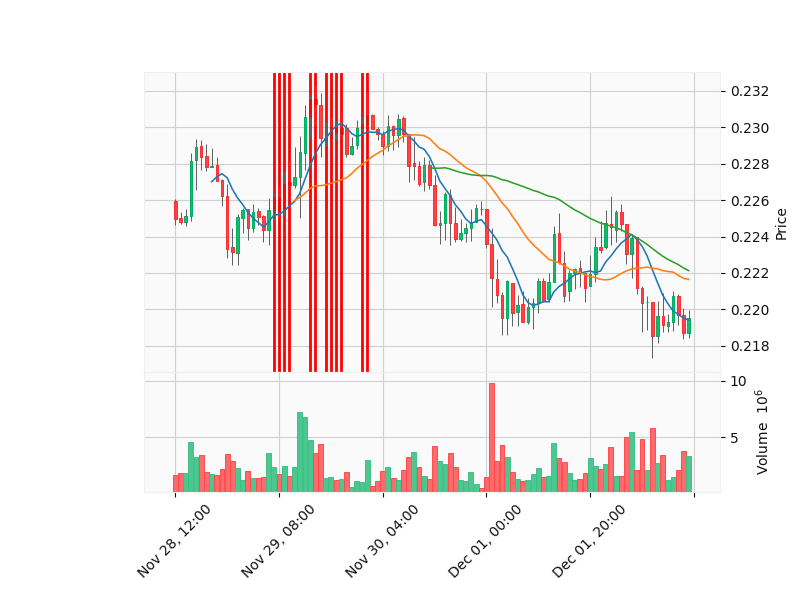 0.232
0.230
0.228
0.226
0.224
0.222
0.220
0.218
Price
10
5
Volume 10^6
Nov 28, 12:00
Nov 29, 08:00
Nov 30, 04:00
Dec 01, 00:00
Dec 01, 20:00